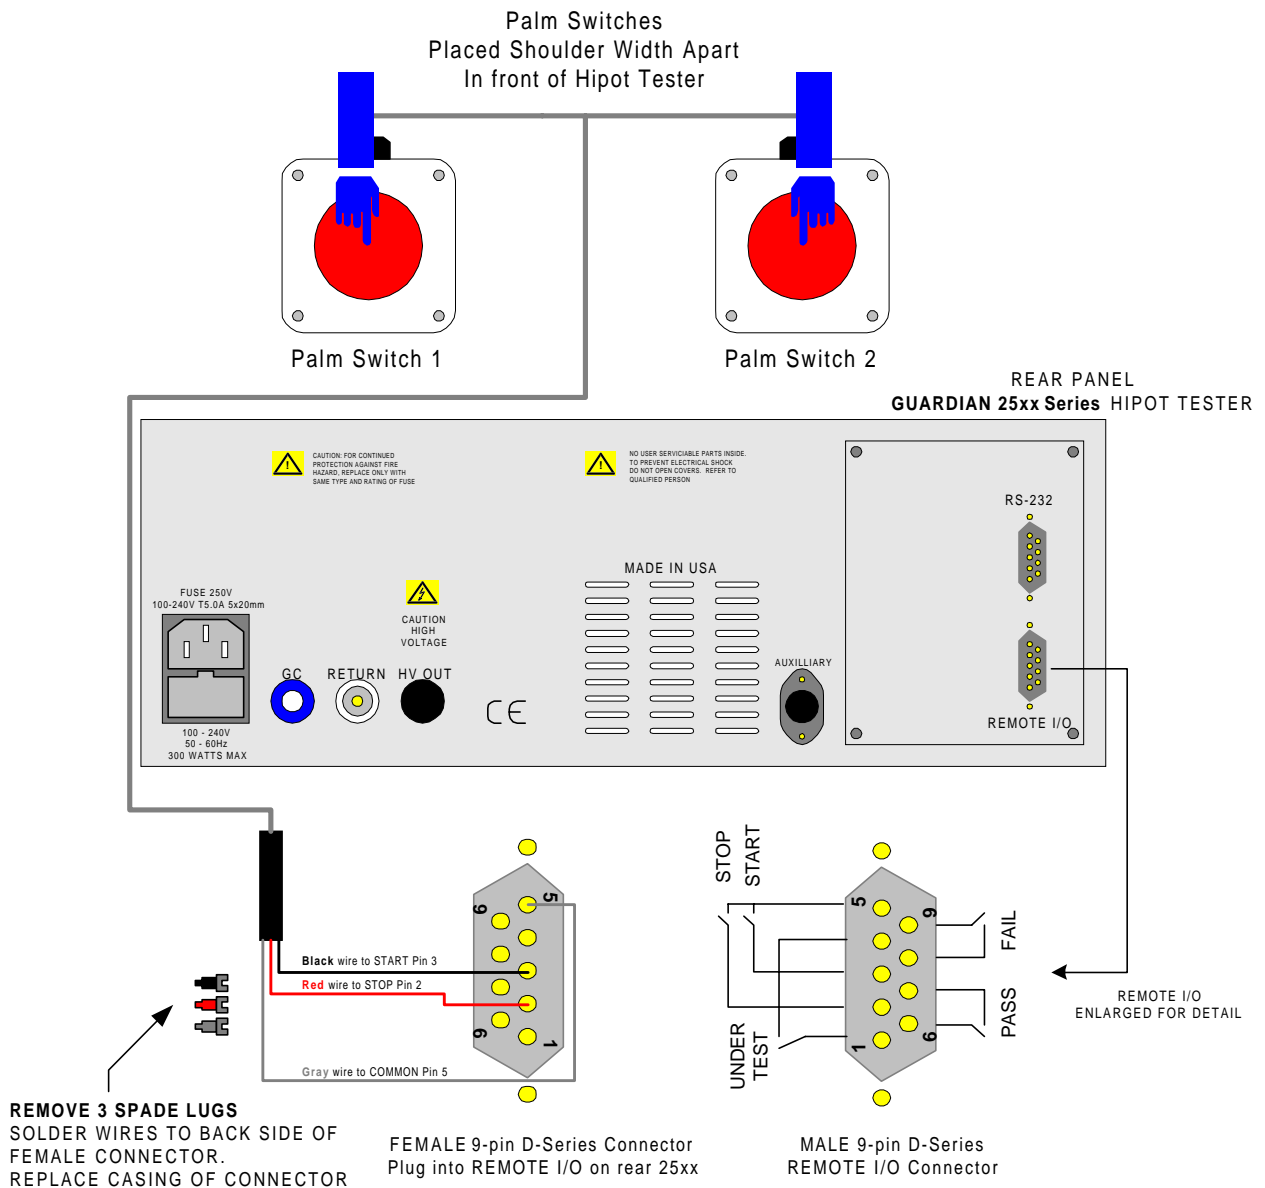 Palm Switches
Placed Shoulder Width Apart
In front of Hipot Tester
Palm Switch 1
Palm Switch 2
REAR PANEL
GUARDIAN 25xx Series HIPOT TESTER
CAUTION: FOR CONTINUED
PROTECTION AGAINST FIRE
HAZARD, REPLACE ONLY WITH
SAME TYPE AND RATING OF FUSE
NO USER SERVICIABLE PARTS INSIDE.
TO PREVENT ELECTRICAL SHOCK
DO NOT OPEN COVERS. REFER TO
QUALIFIED PERSON
RS-232
MADE IN USA
FUSE 250V
100-240V T5.0A 5x20mm
CAUTION
HIGH
VOLTAGE
GC
RETURN
HV OUT
AUXILLIARY
CE
REMOTE I/O
100 - 240V
50 - 60Hz
300 WATTS MAX
STOP
START
5
9
5
6
FAIL
Black wire to START Pin 3
Red wire to STOP Pin 2
REMOTE I/O
ENLARGED FOR DETAIL
PASS
6
1
1
9
UNDER
TEST
Gray wire to COMMON Pin 5
REMOVE 3 SPADE LUGS
SOLDER WIRES TO BACK SIDE OF
FEMALE CONNECTOR.
REPLACE CASING OF CONNECTOR
FEMALE 9-pin D-Series Connector
Plug into REMOTE I/O on rear 25xx
MALE 9-pin D-Series
REMOTE I/O Connector